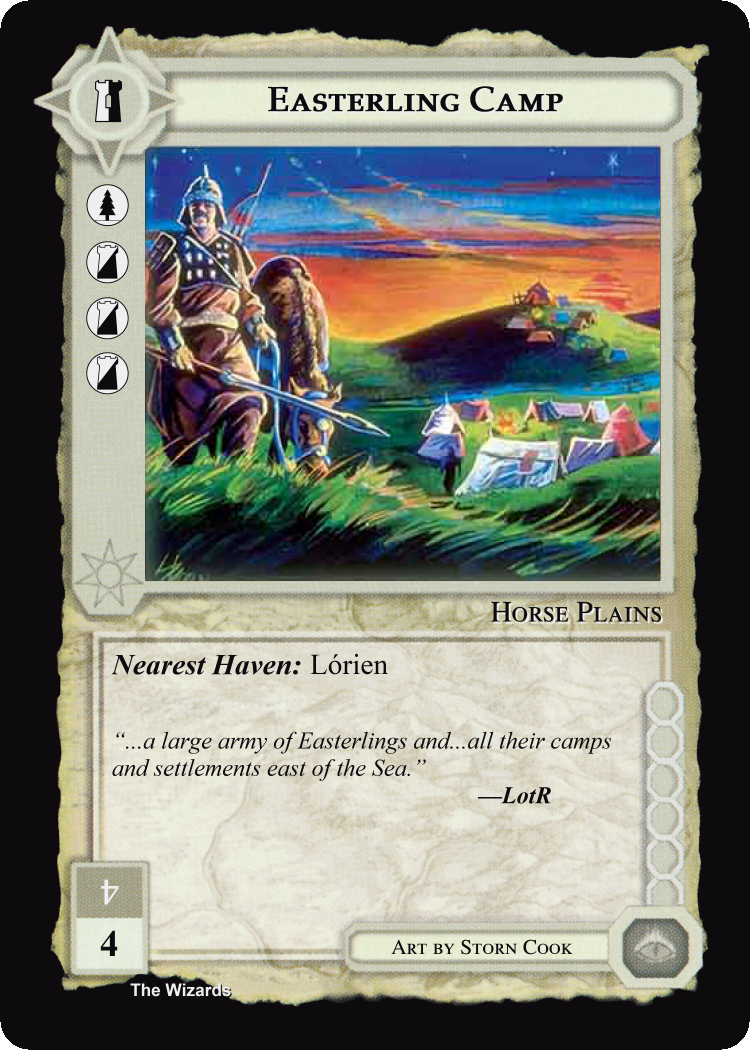 Easterling Camp
Horse Plains
Nearest Haven: Lórien
“...a large army of Easterlings and...all their camps
and settlements east of the Sea.”
—LotR
4
4
Art by Storn Cook
The Wizards